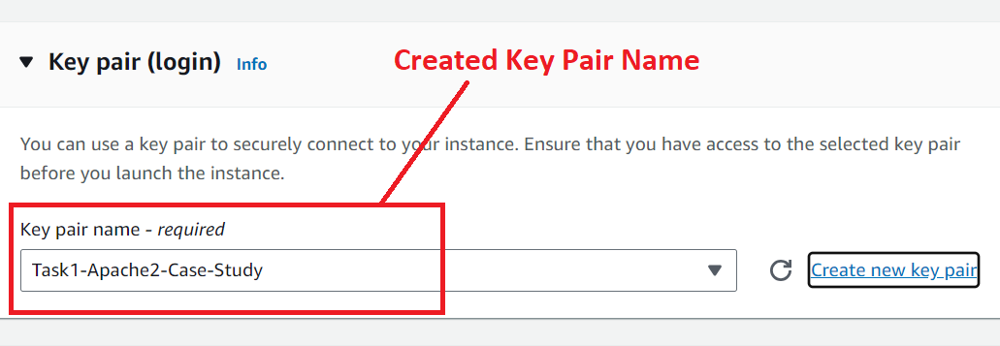 Key pair (login) Info
Created Key Pair Name
You can use a key pair to securely connect to your instance. Ensure that you have access to the selected key pair
before you launch the instance.
Key pair name - required
Task1-Apache2-Case-Study
Create new key pair